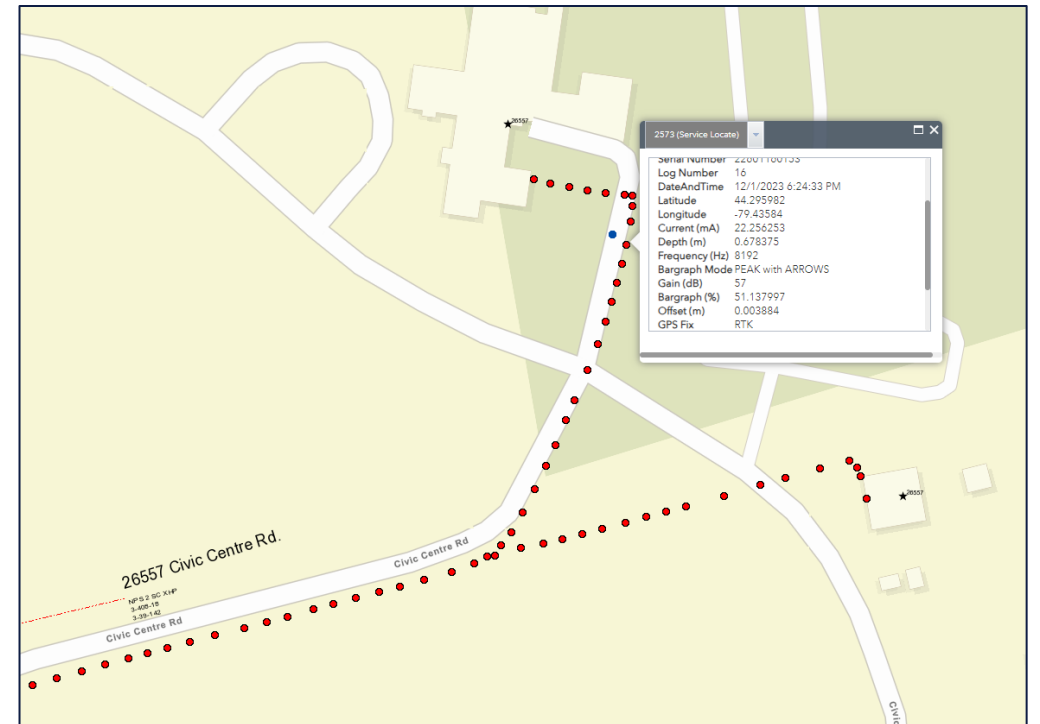 26557
2573 (Service Locate)
Serial Number 22601160153
Log Number 16
DateAndTime 12/1/2023 6:24:33 PM
Latitude 44.295982
Longitude -79.43584
Current (mA) 22.256253
Depth (m) 0.678375
Frequency (Hz) 8192
Bargraph Mode PEAK with ARROWS
Gain (dB) 57
Bargraph (%) 51.137997
Offset (m) 0.003884
GPS Fix RTK
26557
26557 Civic Centre Rd.
Civic Centre Rd
NPS 2 SC XHP
3-408-18
3-39-142
Civic Centre Rd
Civic